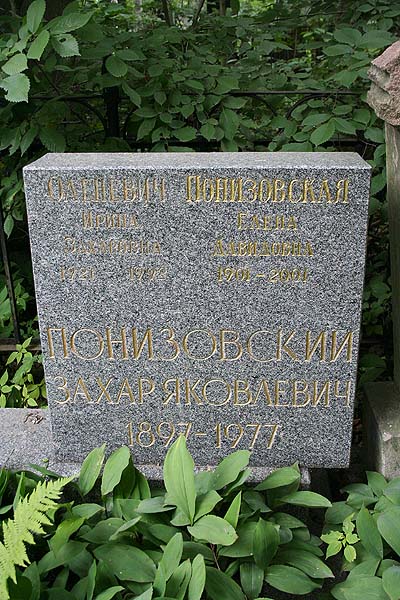 Понизовская
Ирина Елена
Захаровна Давидовна
1921 - 1992 1901 - 2001
ПОНИЗОВСКИЙ
ЗАХАР ЯКОВЛЕВИЧ
1897-1977